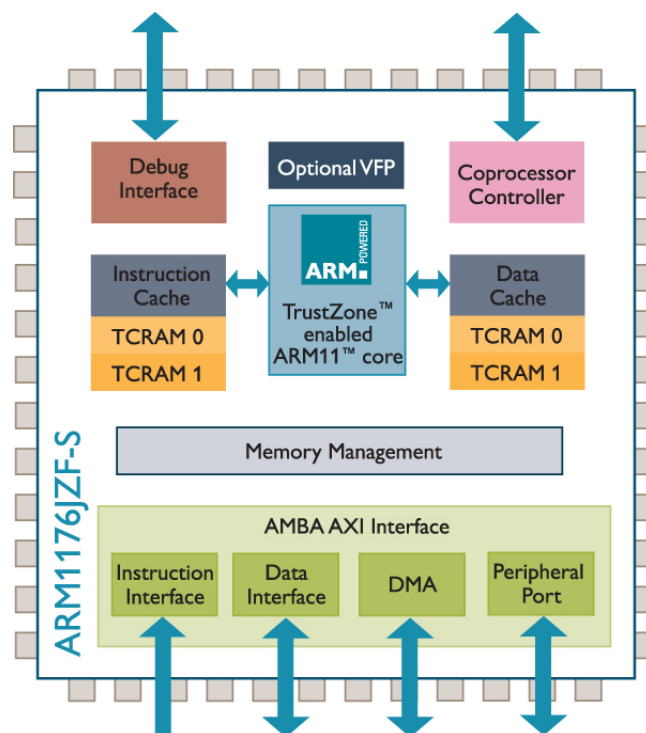 Debug
Interface
Optional VFP
Coprocessor
Controller
ARM POWERED
TrustZone™
enabled
ARM11™ core
Instruction
Cache
TCRAM 0
TCRAM 1
Data
Cache
TCRAM 0
TCRAM 1
Memory Management
ARM1176JZF-S
AMBA AXI Interface
Instruction
Interface
Data
Interface
DMA
Peripheral
Port